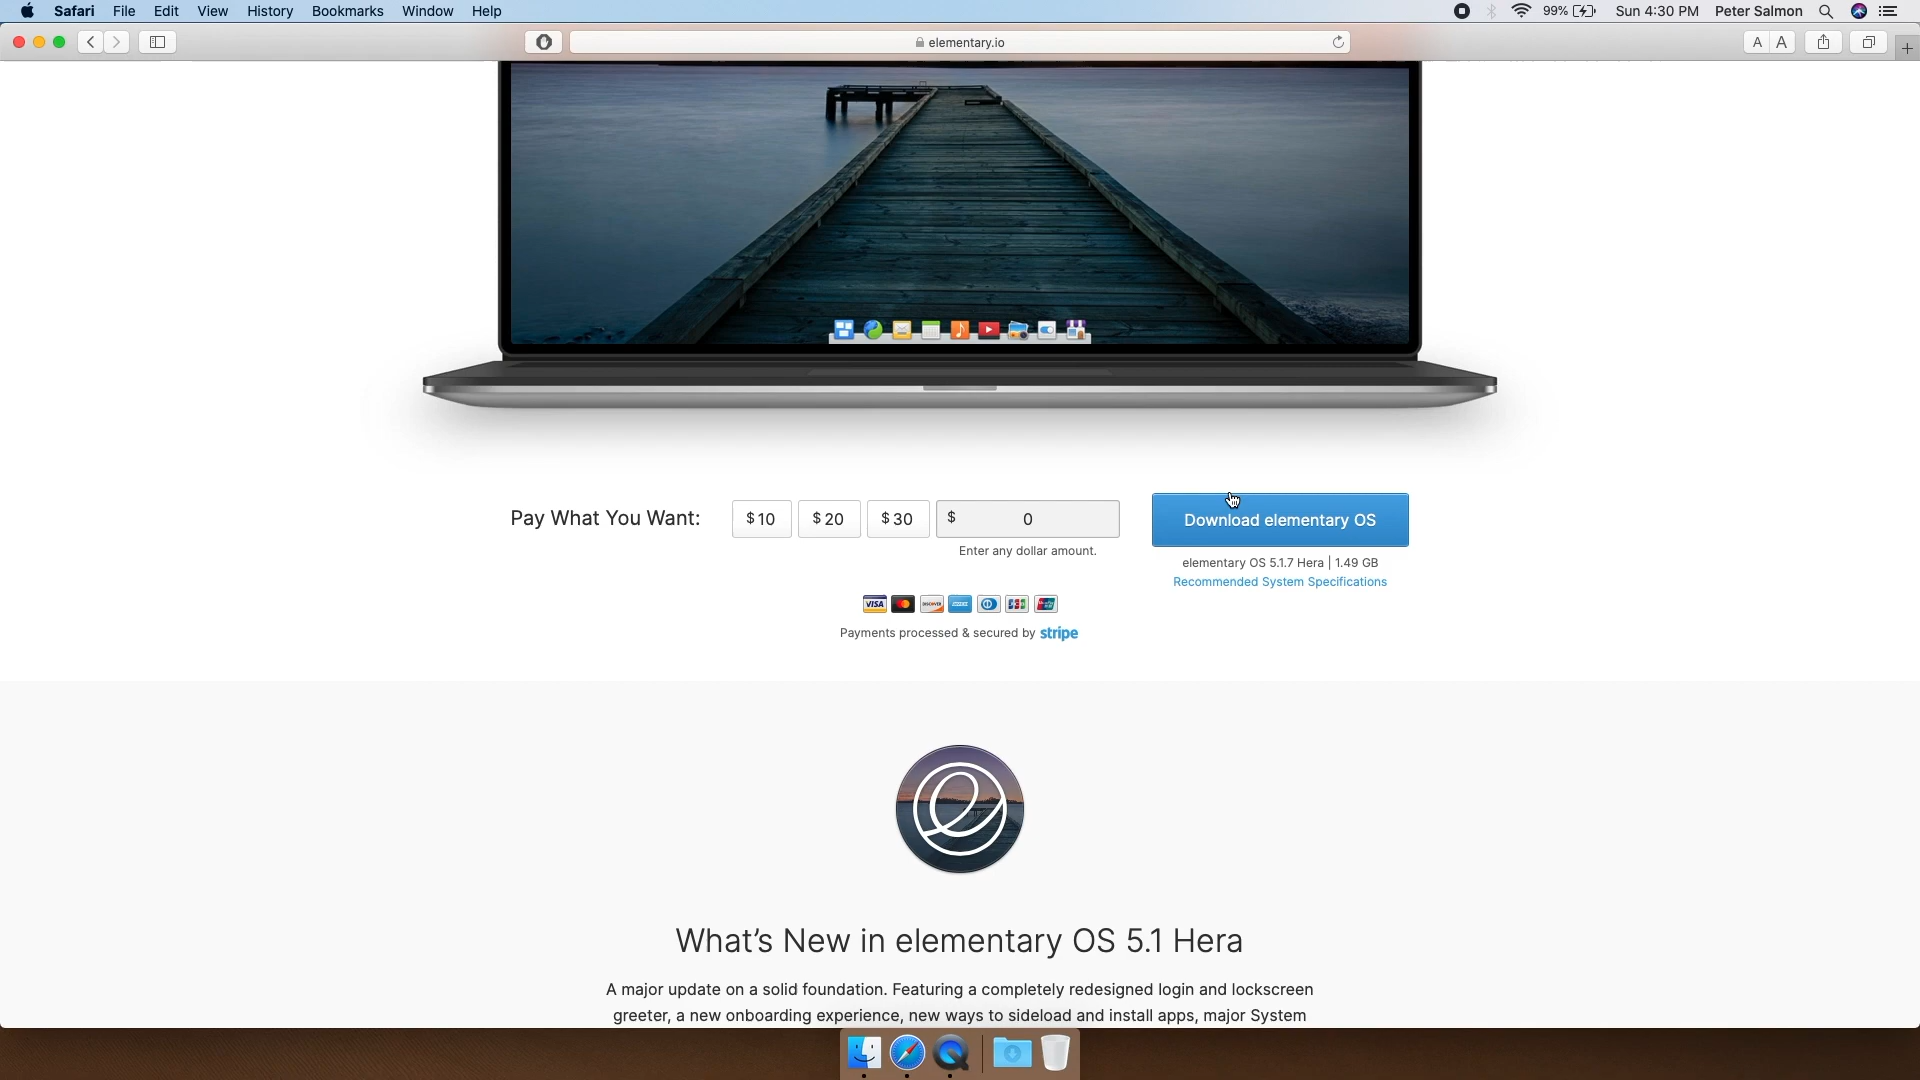 Safari File Edit View History Bookmarks Window Help 99% Sun 4:30 PM Peter Salmon
elementary.io A A
Pay What You Want: $10 $20 $30 $ 0 Download elementary OS
Enter any dollar amount.
elementary OS 5.1.7 Hera | 1.49 GB
Recommended System Specifications
VISA DISCOVER AMEX JCB
Payments processed & secured by stripe
What's New in elementary OS 5.1 Hera
A major update on a solid foundation. Featuring a completely redesigned login and lockscreen
greeter, a new onboarding experience, new ways to sideload and install apps, major System